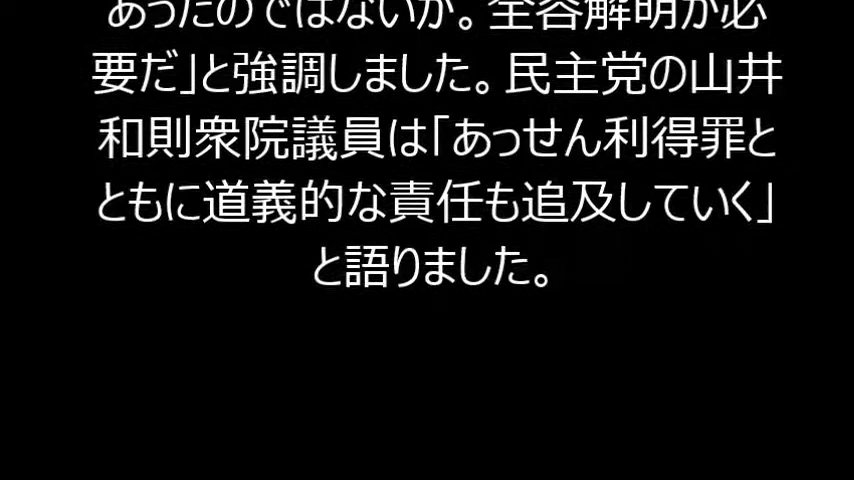 あったのではないか。全容解明が必
要だ」と強調しました。民主党の山井
和則衆院議員は「あっせん利得罪と
ともに道義的な責任も追及していく」
と語りました。